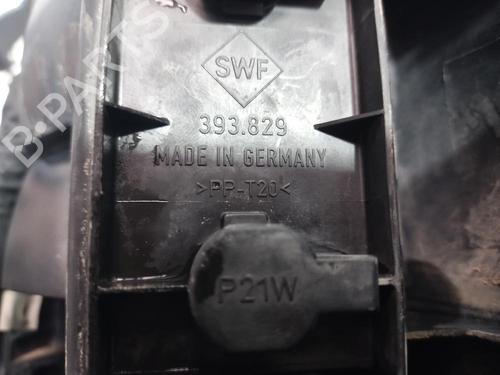 SWF
393.829
MADE IN GERMANY
>PP-T20<
P21W
B-PARTS